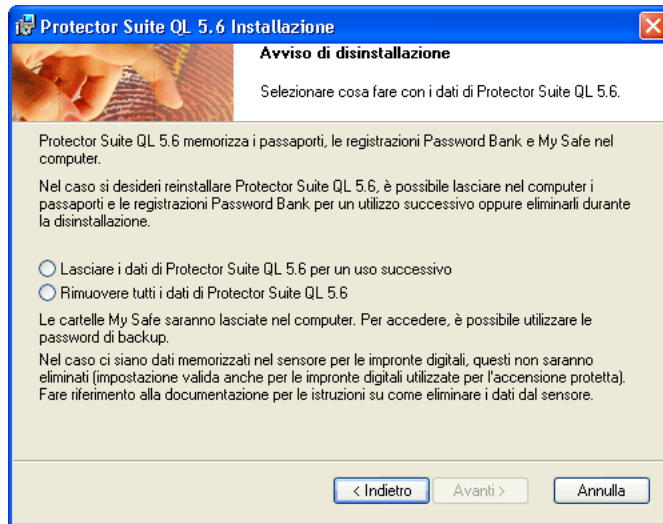 Protector Suite QL 5.6 Installazione
Avviso di disinstallazione
Selezionare cosa fare con i dati di Protector Suite QL 5.6.
Protector Suite QL 5.6 memorizza i passaporti, le registrazioni Password Bank e My Safe nel
computer.
Nel caso si desideri reinstallare Protector Suite QL 5.6, è possibile lasciare nel computer i
passaporti e le registrazioni Password Bank per un utilizzo successivo oppure eliminarli durante
la disinstallazione.
Lasciare i dati di Protector Suite QL 5.6 per un uso successivo
Rimuovere tutti i dati di Protector Suite QL 5.6
Le cartelle My Safe saranno lasciate nel computer. Per accedere, è possibile utilizzare le
password di backup.
Nel caso ci siano dati memorizzati nel sensore per le impronte digitali, questi non saranno
eliminati (impostazione valida anche per le impronte digitali utilizzate per l'accensione protetta).
Fare riferimento alla documentazione per le istruzioni su come eliminare i dati dal sensore.
< Indietro Avanti > Annulla